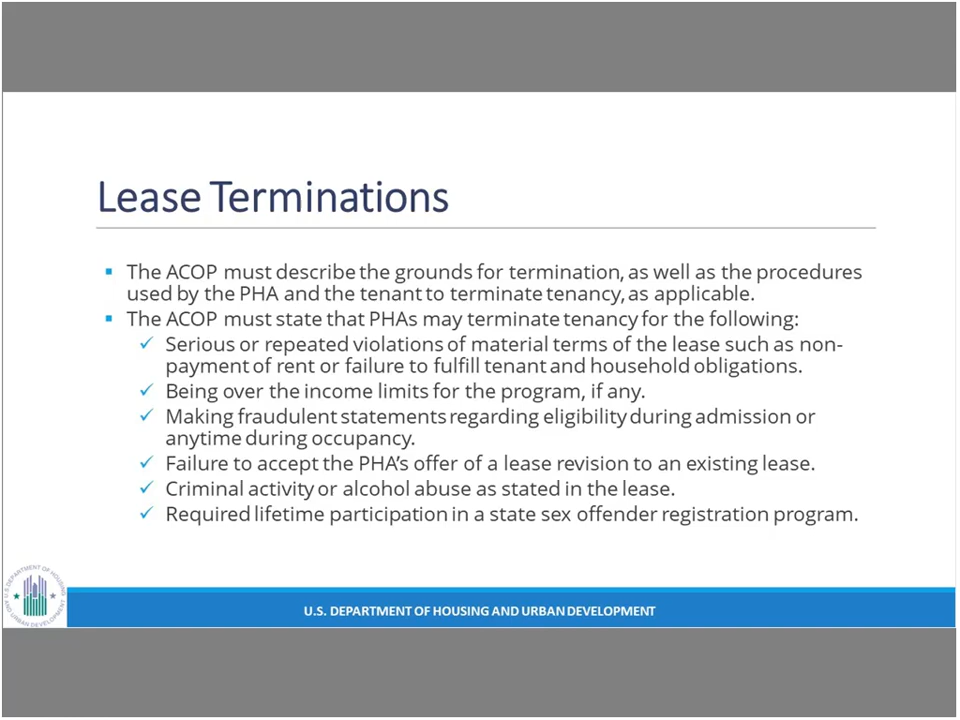 Lease Terminations
The ACOP must describe the grounds for termination, as well as the procedures
used by the PHA and the tenant to terminate tenancy, as applicable.
The ACOP must state that PHAs may terminate tenancy for the following:
Serious or repeated violations of material terms of the lease such as non-
payment of rent or failure to fulfill tenant and household obligations.
Being over the income limits for the program, if any.
Making fraudulent statements regarding eligibility during admission or
anytime during occupancy.
Failure to accept the PHA’s offer of a lease revision to an existing lease.
Criminal activity or alcohol abuse as stated in the lease.
Required lifetime participation in a state sex offender registration program.
U.S. DEPARTMENT OF HOUSING AND URBAN DEVELOPMENT
U.S. DEPARTMENT OF HOUSING AND URBAN DEVELOPMENT